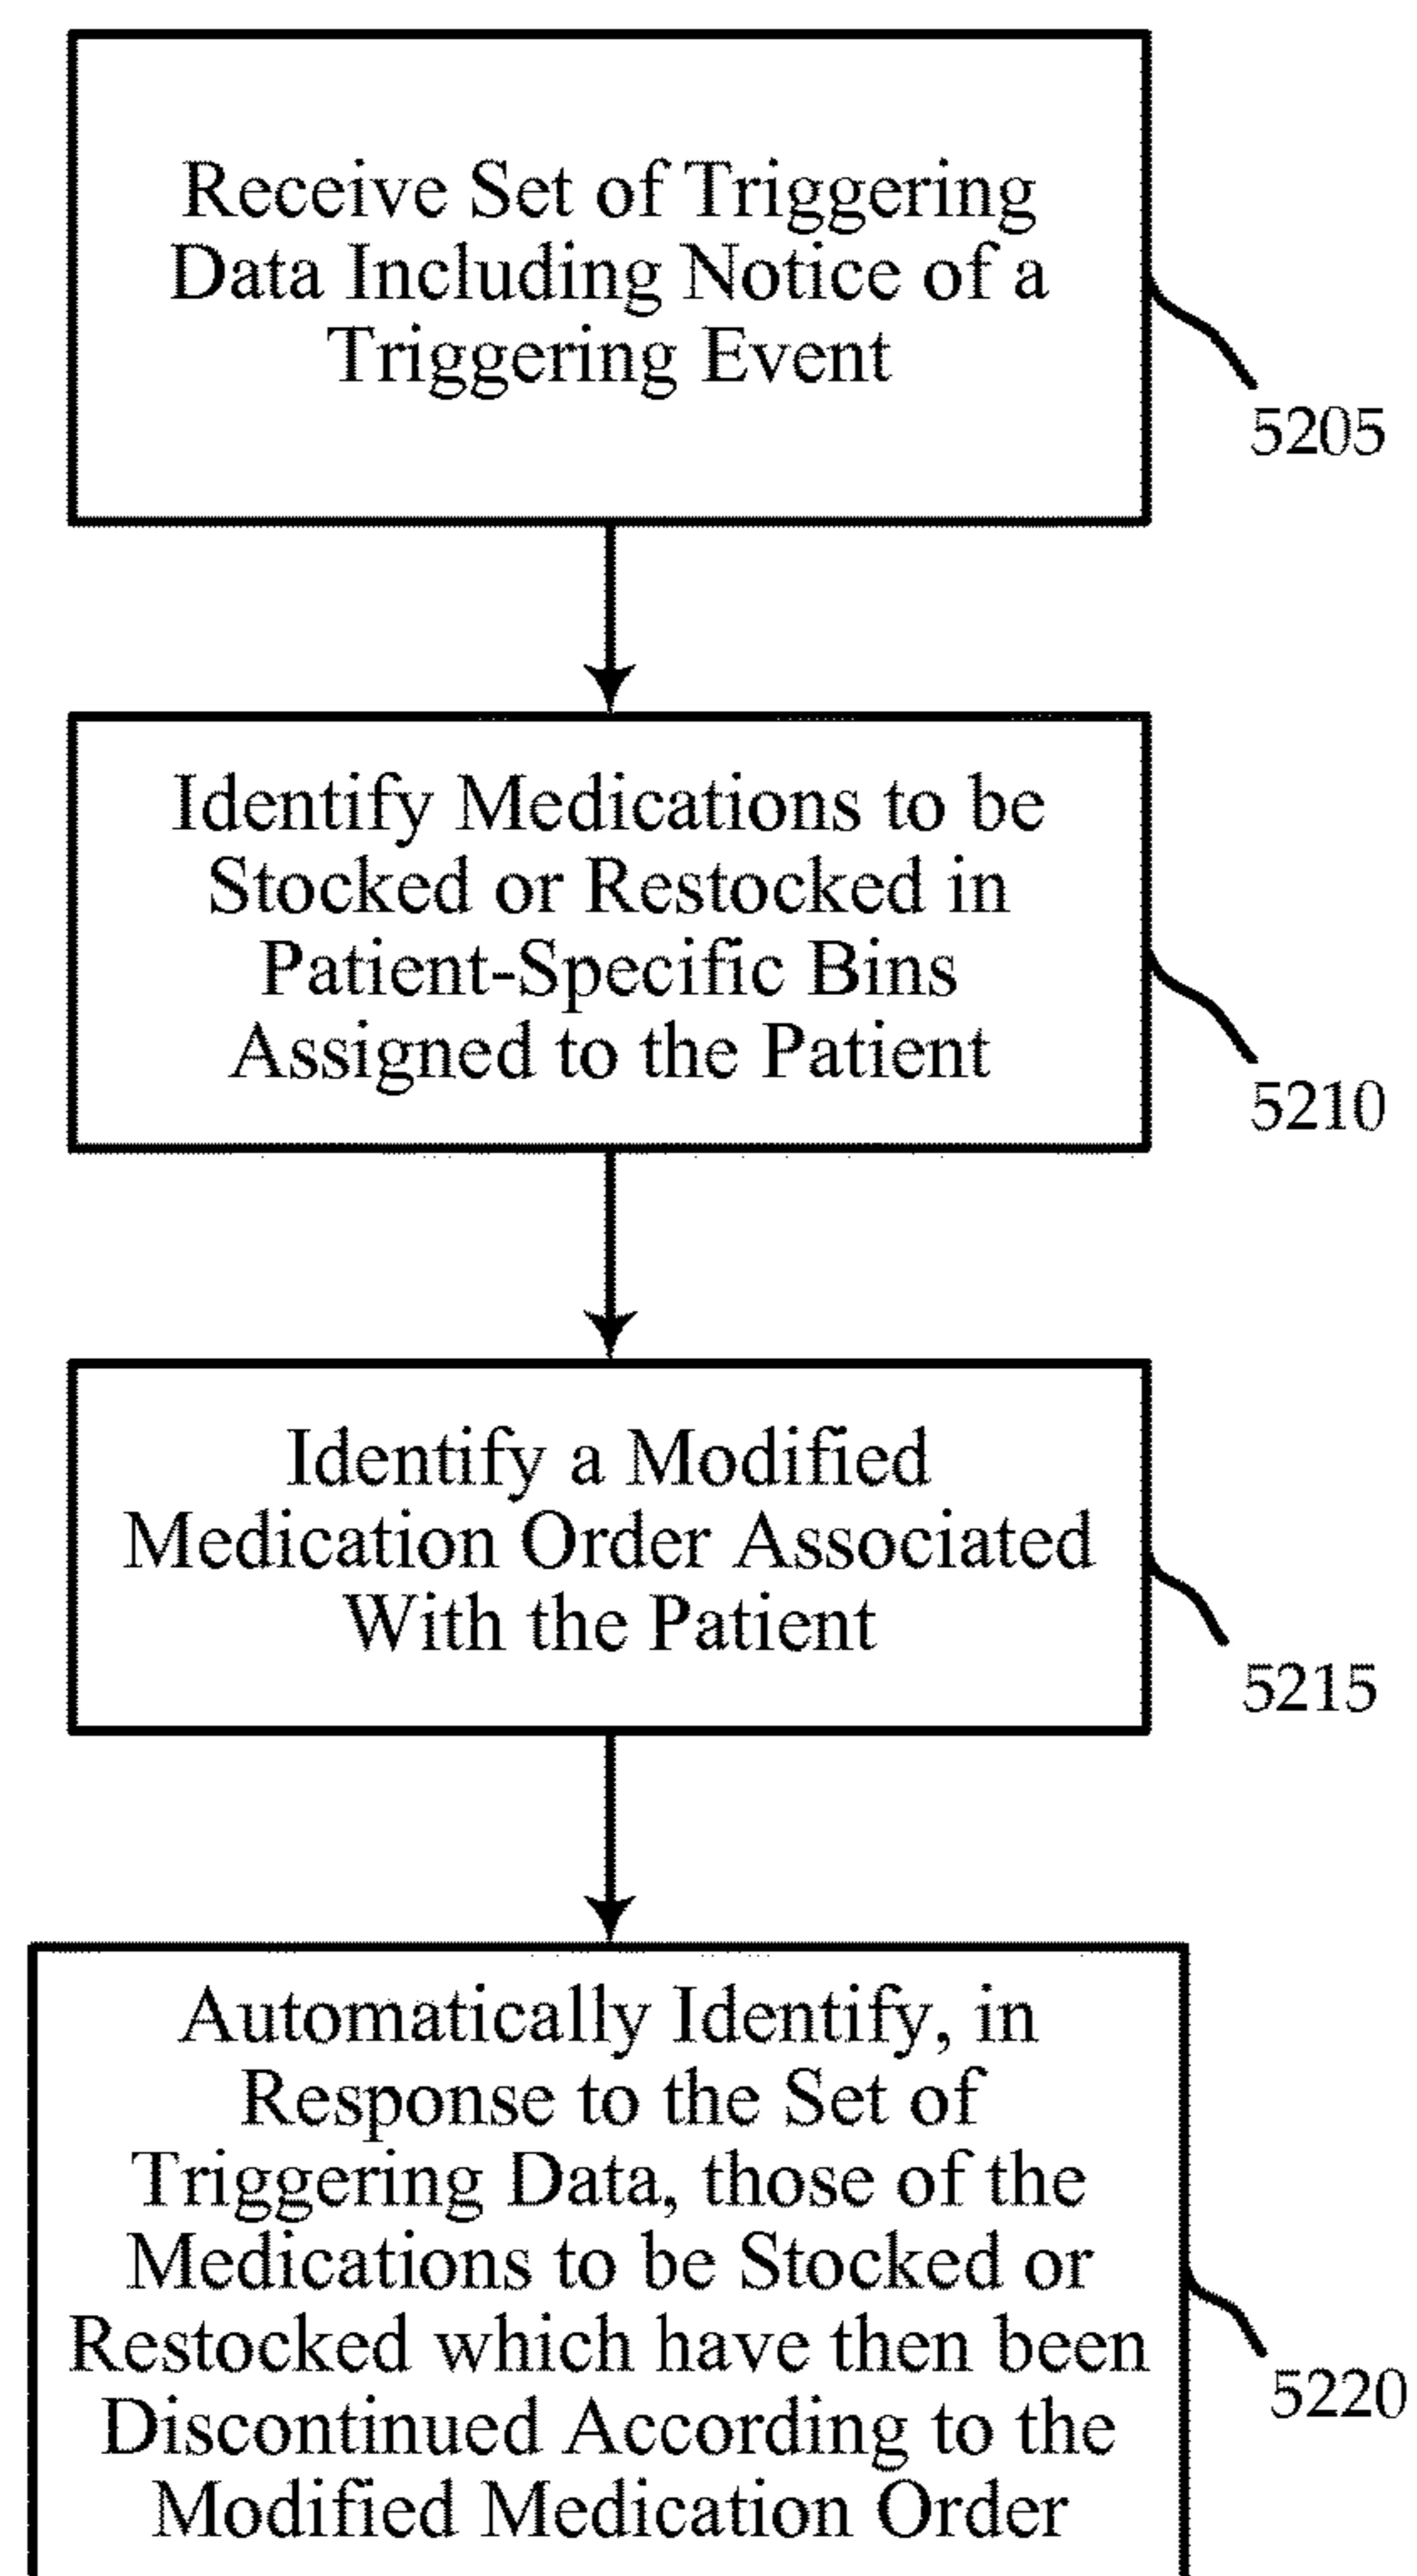 Receive Set of Triggering
Data Including Notice of a
Triggering Event
5205
Identify Medications to be
Stocked or Restocked in
Patient-Specific Bins
Assigned to the Patient
5210
Identify a Modified
Medication Order Associated
With the Patient
5215
Automatically Identify, in
Response to the Set of
Triggering Data, those of the
Medications to be Stocked or
Restocked which have then been
Discontinued According to the
Modified Medication Order
5220